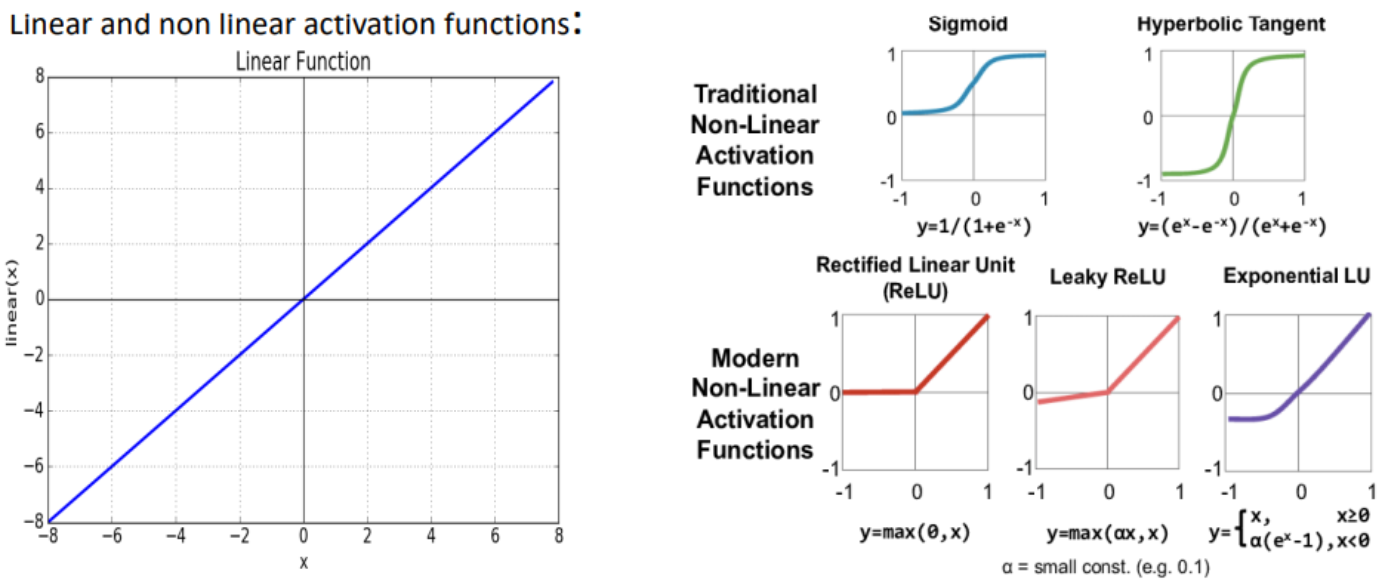 Linear and non linear activation functions:
Linear Function
8
6
4
2
0
−2
−4
−6
−8
linear(x)
−8 −6 −4 −2 0 2 4 6 8
x
Traditional
Non-Linear
Activation
Functions
Sigmoid
1
0
-1
-1 0 1
y=1/(1+e⁻ˣ)
Hyperbolic Tangent
1
0
-1
-1 0 1
y=(eˣ-e⁻ˣ)/(eˣ+e⁻ˣ)
Modern
Non-Linear
Activation
Functions
Rectified Linear Unit
(ReLU)
1
0
-1
-1 0 1
y=max(0,x)
Leaky ReLU
1
0
-1
-1 0 1
y=max(αx,x)
Exponential LU
1
0
-1
-1 0 1
y={x, x≥0
α(eˣ-1),x<0
α = small const. (e.g. 0.1)